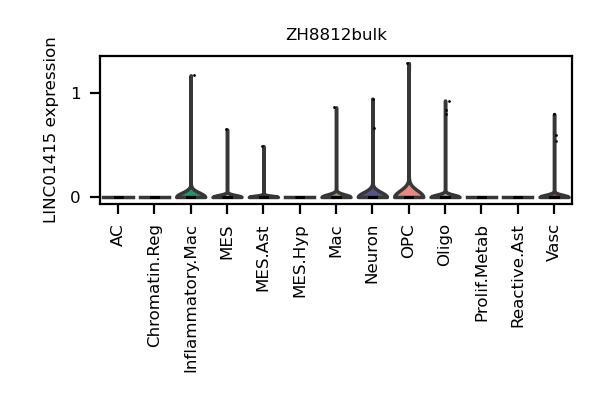 ZH8812bulk
LINC01415 expression
1
0
AC
Chromatin.Reg
Inflammatory.Mac
MES
MES.Ast
MES.Hyp
Mac
Neuron
OPC
Oligo
Prolif.Metab
Reactive.Ast
Vasc